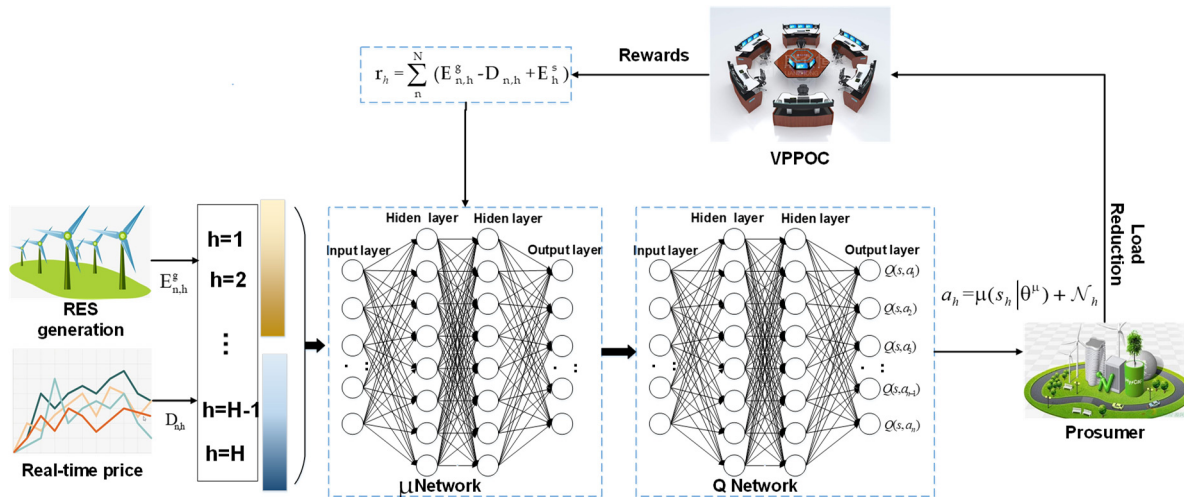 Rewards
r_h = \sum_{n}^{N} (E^g_{n,h} - D_{n,h} + E^s_h)
VPPOC
RES
generation
E^g_{n,h}
Real-time price
D_{n,h}
h=1
h=2
⋮
h=H-1
h=H
Hiden layer
Hiden layer
Input layer
Output layer
μ Network
Hiden layer
Hiden layer
Input layer
Output layer
Q(s,a_1)
Q(s,a_2)
Q(s,a_3)
Q(s,a_{n-1})
Q(s,a_n)
Q Network
a_h = μ(s_h|θ^μ) + 𝒩_h
Load
Reduction
Prosumer